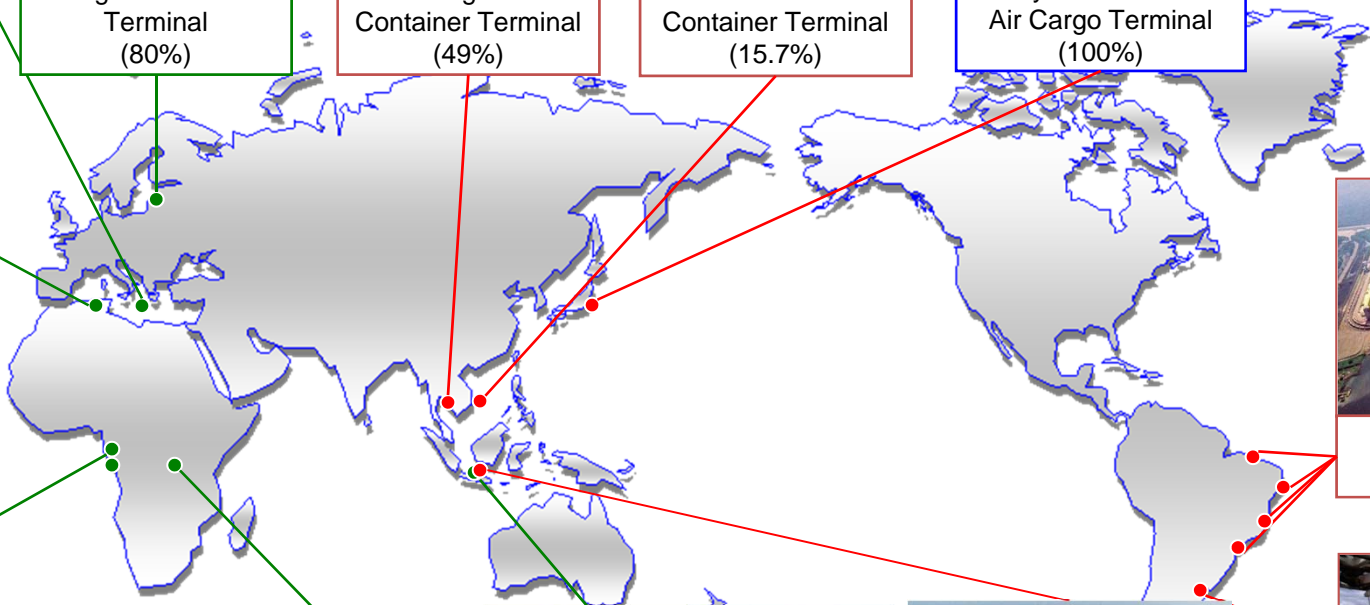 Terminal
(80%)
Container Terminal
(49%)
Container Terminal
(15.7%)
Air Cargo Terminal
(100%)